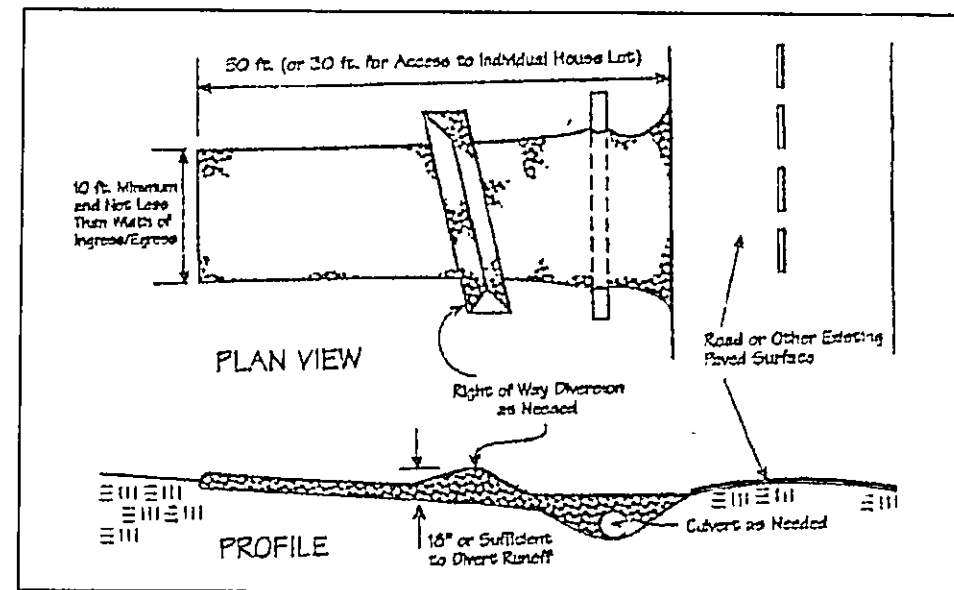 50 ft. (or 30 ft. for Access to Individual House Lot)
10 ft. Minimum
and Not Less
Than Width of
Ingress/Egress
PLAN VIEW
Road or Other Existing
Paved Surface
Right of Way Diversion
as Needed
Culvert as Needed
PROFILE
18" or Sufficient
to Divert Runoff